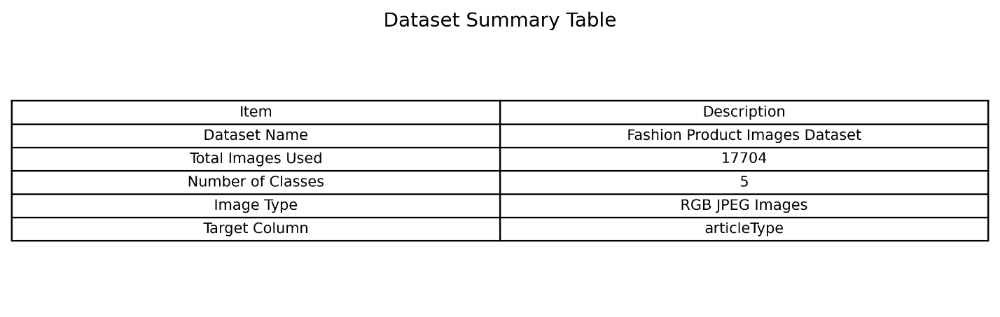 Dataset Summary Table
Item Description
Dataset Name Fashion Product Images Dataset
Total Images Used 17704
Number of Classes 5
Image Type RGB JPEG Images
Target Column articleType